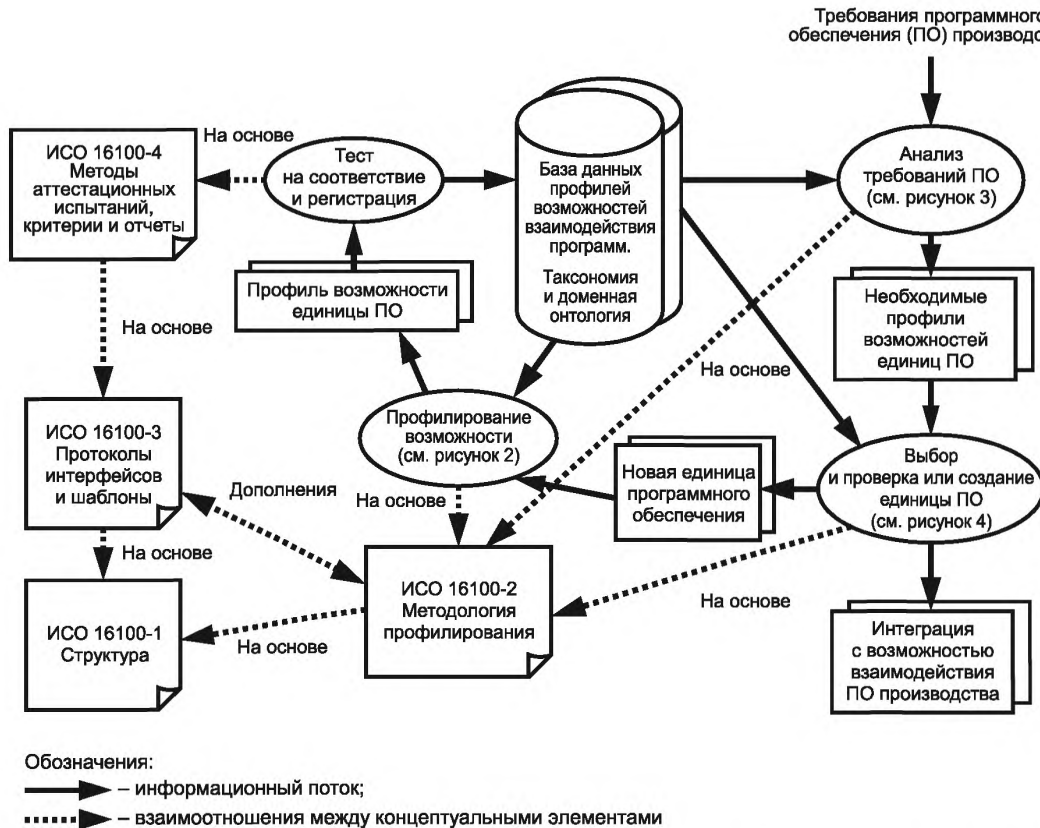 Требования программного
обеспечения (ПО)
На основе
ИСО 16100-4
Методы
аттестационных
испытаний,
критерии и отчеты
Тест
на соответствие
и регистрация
База данных
профилей
возможностей
взаимодействия
программ.
Таксономия
и доменная
онтология
Анализ
требований ПО
(см. рисунок 3)
Профиль возможности
единицы ПО
Необходимые
профили
возможностей
единиц ПО
На основе
На основе
ИСО 16100-3
Протоколы
интерфейсов
и шаблоны
Профилирование
возможности
(см. рисунок 2)
Новая единица
программного
обеспечения
Выбор
и проверка или создание
единицы ПО
(см. рисунок 4)
Дополнения
На основе
На основе
ИСО 16100-1
Структура
На основе
ИСО 16100-2
Методология
профилирования
На основе
Интеграция
с возможностью
взаимодействия
ПО производства
Обозначения:
– информационный поток;
– взаимоотношения между концептуальными элементами